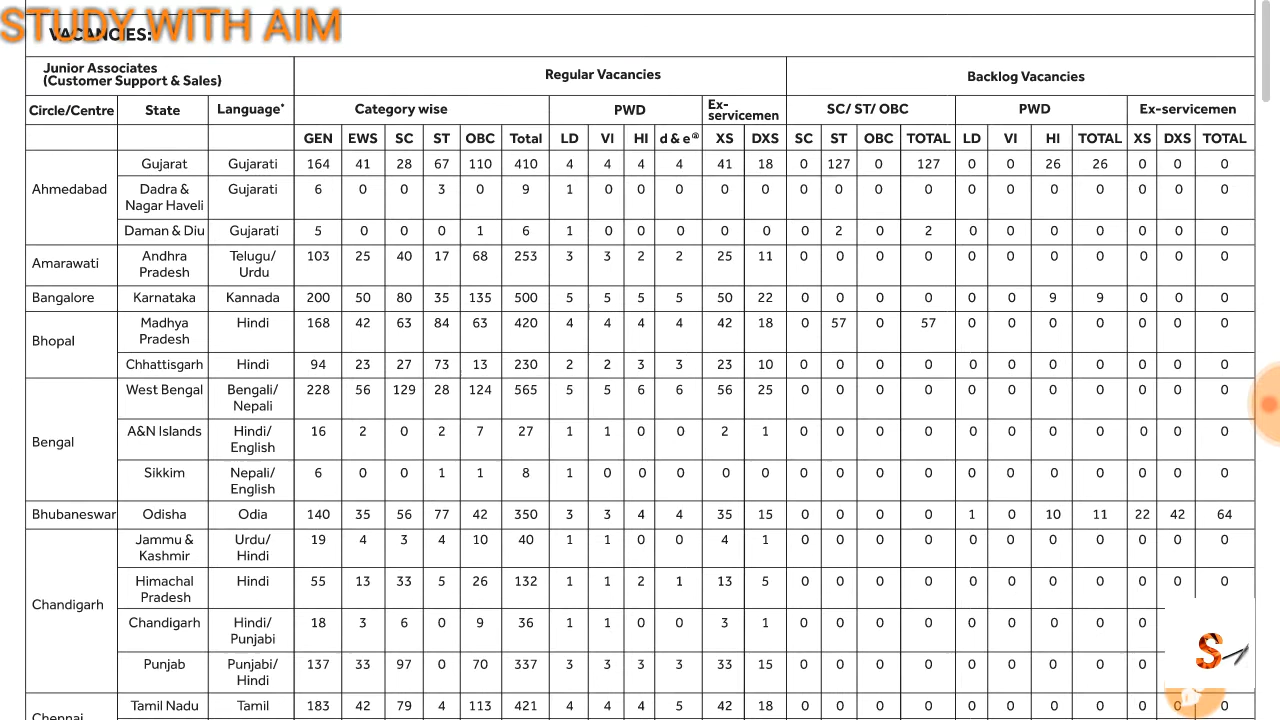 STUDY WITH AIM
VACANCIES:
Junior Associates
(Customer Support & Sales) Regular Vacancies Backlog Vacancies
Circle/Centre State Language* Category wise PWD Ex-servicemen SC/ ST/ OBC PWD Ex-servicemen
GEN EWS SC ST OBC Total LD VI HI d & e@ XS DXS SC ST OBC TOTAL LD VI HI TOTAL XS DXS TOTAL
Ahmedabad Gujarat Gujarati 164 41 28 67 110 410 4 4 4 4 41 18 0 127 0 127 0 0 26 26 0 0 0
Dadra & Nagar Haveli Gujarati 6 0 0 3 0 9 1 0 0 0 0 0 0 0 0 0 0 0 0 0 0 0 0
Daman & Diu Gujarati 5 0 0 0 1 6 1 0 0 0 0 0 0 2 0 2 0 0 0 0 0 0 0
Amarawati Andhra Pradesh Telugu/ Urdu 103 25 40 17 68 253 3 3 2 2 25 11 0 0 0 0 0 0 0 0 0 0 0
Bangalore Karnataka Kannada 200 50 80 35 135 500 5 5 5 5 50 22 0 0 0 0 0 0 9 9 0 0 0
Bhopal Madhya Pradesh Hindi 168 42 63 84 63 420 4 4 4 4 42 18 0 57 0 57 0 0 0 0 0 0 0
Chhattisgarh Hindi 94 23 27 73 13 230 2 2 3 3 23 10 0 0 0 0 0 0 0 0 0 0 0
Bengal West Bengal Bengali/ Nepali 228 56 129 28 124 565 5 5 6 6 56 25 0 0 0 0 0 0 0 0 0 0 0
A&N Islands Hindi/ English 16 2 0 2 7 27 1 1 0 0 2 1 0 0 0 0 0 0 0 0 0 0 0
Sikkim Nepali/ English 6 0 0 1 1 8 1 0 0 0 0 0 0 0 0 0 0 0 0 0 0 0 0
Bhubaneswar Odisha Odia 140 35 56 77 42 350 3 3 4 4 35 15 0 0 0 0 1 0 10 11 22 42 64
Chandigarh Jammu & Kashmir Urdu/ Hindi 19 4 3 4 10 40 1 1 0 0 4 1 0 0 0 0 0 0 0 0 0 0 0
Himachal Pradesh Hindi 55 13 33 5 26 132 1 1 2 1 13 5 0 0 0 0 0 0 0 0 0 0 0
Chandigarh Hindi/ Punjabi 18 3 6 0 9 36 1 1 0 0 3 1 0 0 0 0 0 0 0 0 0
Punjab Punjabi/ Hindi 137 33 97 0 70 337 3 3 3 3 33 15 0 0 0 0 0 0 0 0 0
Chennai Tamil Nadu Tamil 183 42 79 4 113 421 4 4 4 5 42 18 0 0 0 0 0 0 0 0 0 0 0
S